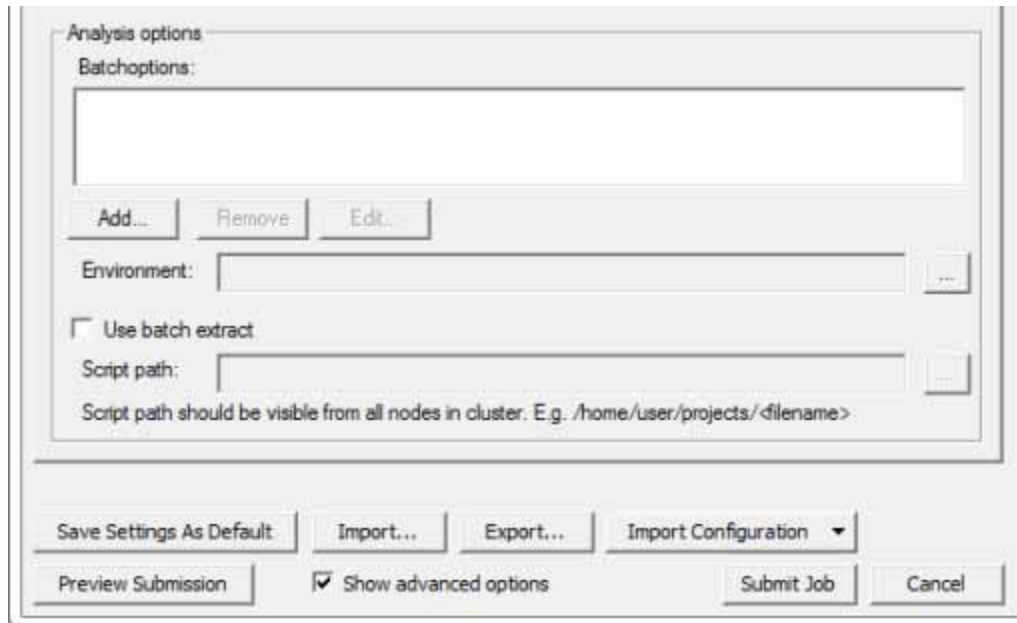 Analysis options
Batchoptions:
Add...
Remove
Edit...
Environment:
...
Use batch extract
Script path:
...
Script path should be visible from all nodes in cluster. E.g. /home/user/projects/<filename>
Save Settings As Default
Import...
Export...
Import Configuration
Preview Submission
Show advanced options
Submit Job
Cancel